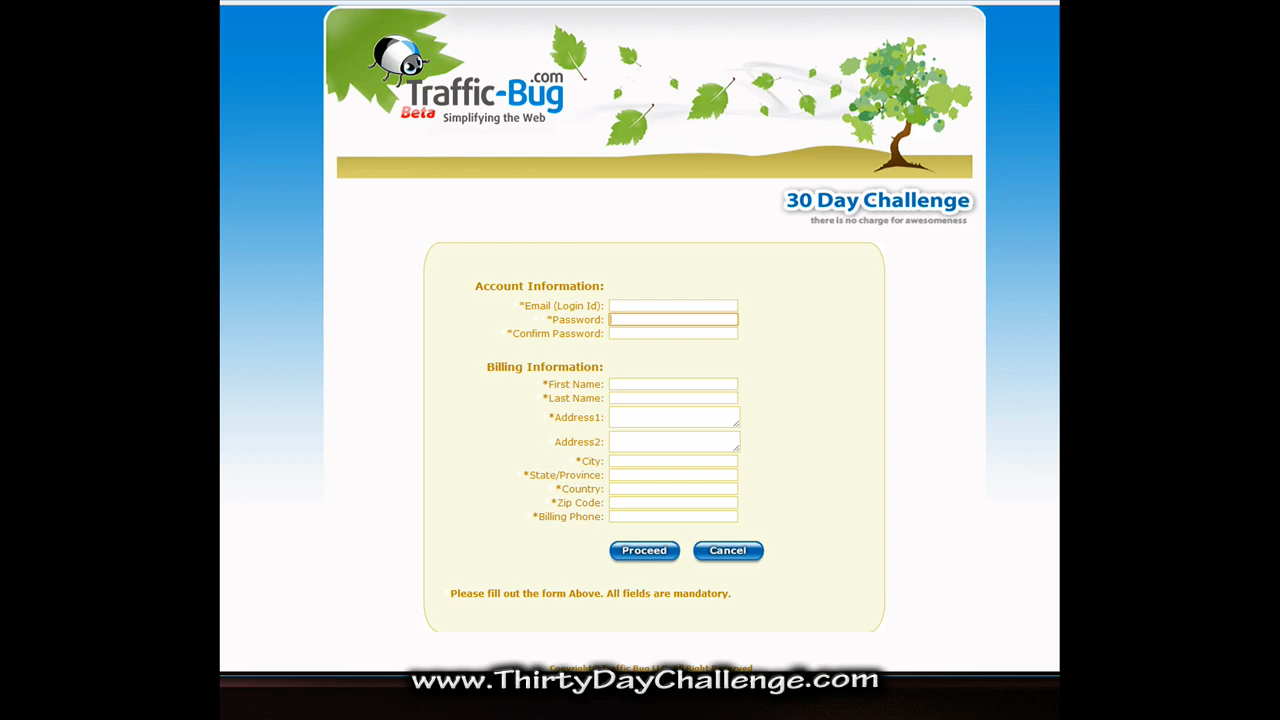 Traffic-Bug.com
Beta Simplifying the Web
30 Day Challenge
there is no charge for awesomeness
Account Information:
*Email (Login Id):
*Password:
*Confirm Password:
Billing Information:
*First Name:
*Last Name:
*Address1:
Address2:
*City:
*State/Province:
*Country:
*Zip Code:
*Billing Phone:
Proceed Cancel
Please fill out the form Above. All fields are mandatory.
www.ThirtyDayChallenge.com